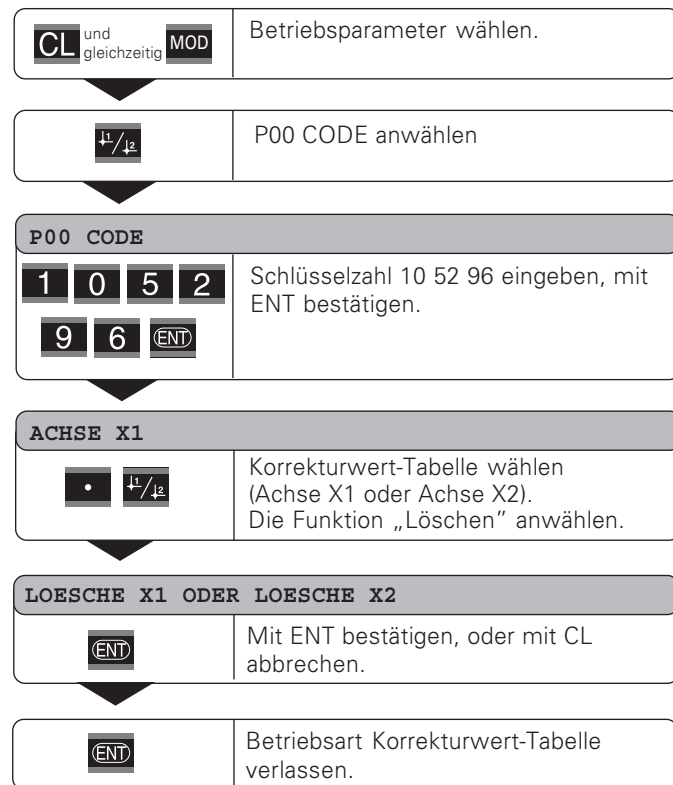 CL und gleichzeitig MOD
Betriebsparameter wählen.
P00 CODE anwählen
P00 CODE
1 0 5 2
9 6 ENT
Schlüsselzahl 10 52 96 eingeben, mit
ENT bestätigen.
ACHSE X1
Korrekturwert-Tabelle wählen
(Achse X1 oder Achse X2).
Die Funktion „Löschen" anwählen.
LOESCHE X1 ODER LOESCHE X2
ENT
Mit ENT bestätigen, oder mit CL
abbrechen.
ENT
Betriebsart Korrekturwert-Tabelle
verlassen.